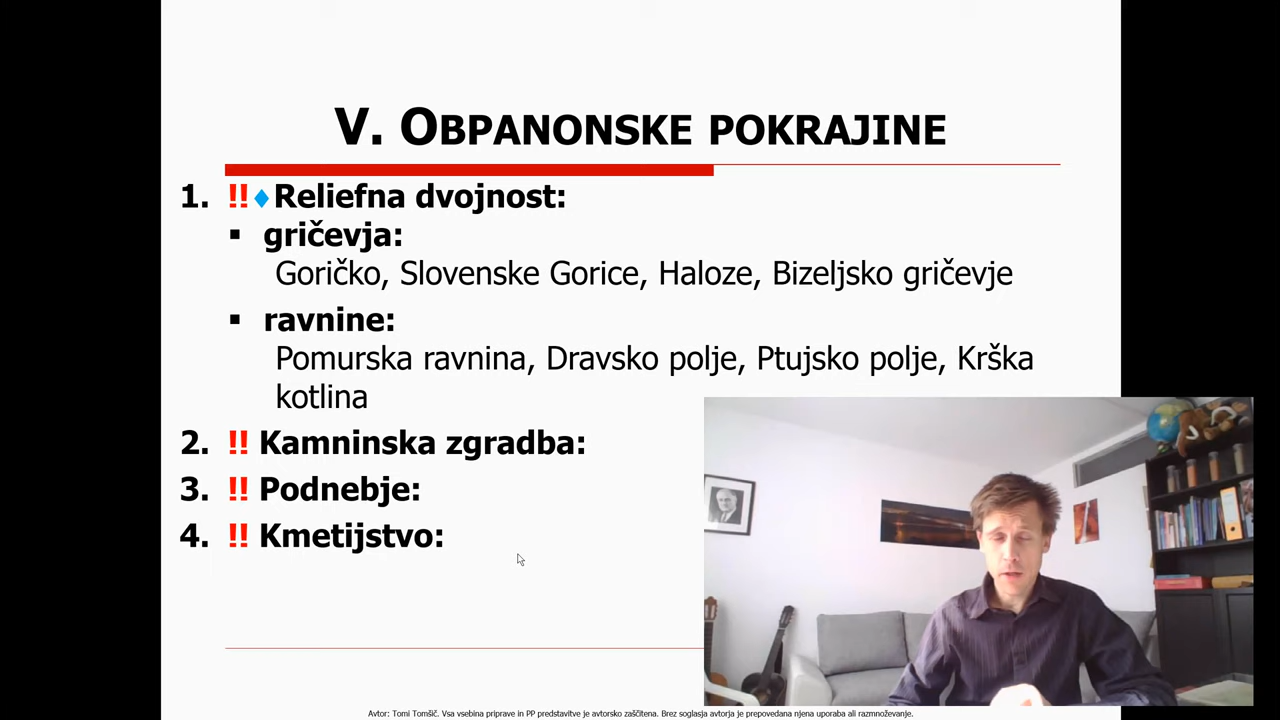 V. OBPANONSKE POKRAJINE
1. !!♦Reliefna dvojnost:
▪ gričevja:
Goričko, Slovenske Gorice, Haloze, Bizeljsko gričevje
▪ ravnine:
Pomurska ravnina, Dravsko polje, Ptujsko polje, Krška
kotlina
2. !! Kamninska zgradba:
3. !! Podnebje:
4. !! Kmetijstvo:
Avtor: Tomi Tomšič. Vsa vsebina priprave in PP predstavitve je avtorsko zaščitena. Brez soglasja avtorja je prepovedana njena uporaba ali razmnoževanje.